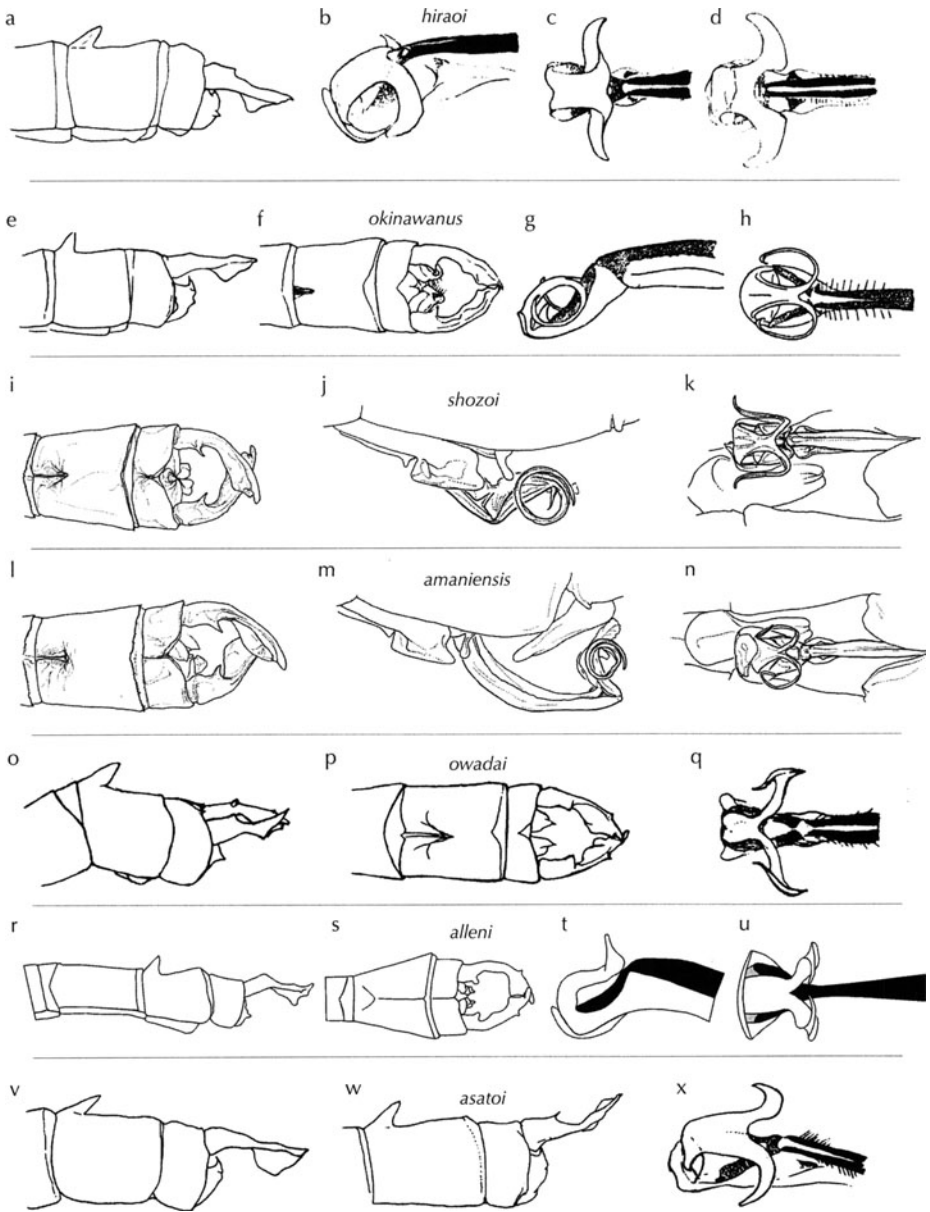 a b hiraoi c d
e f okinawanus g h
i j shozoi k
l m amaniensis n
o p owadai q
r s alleni t u
v w asatoi x